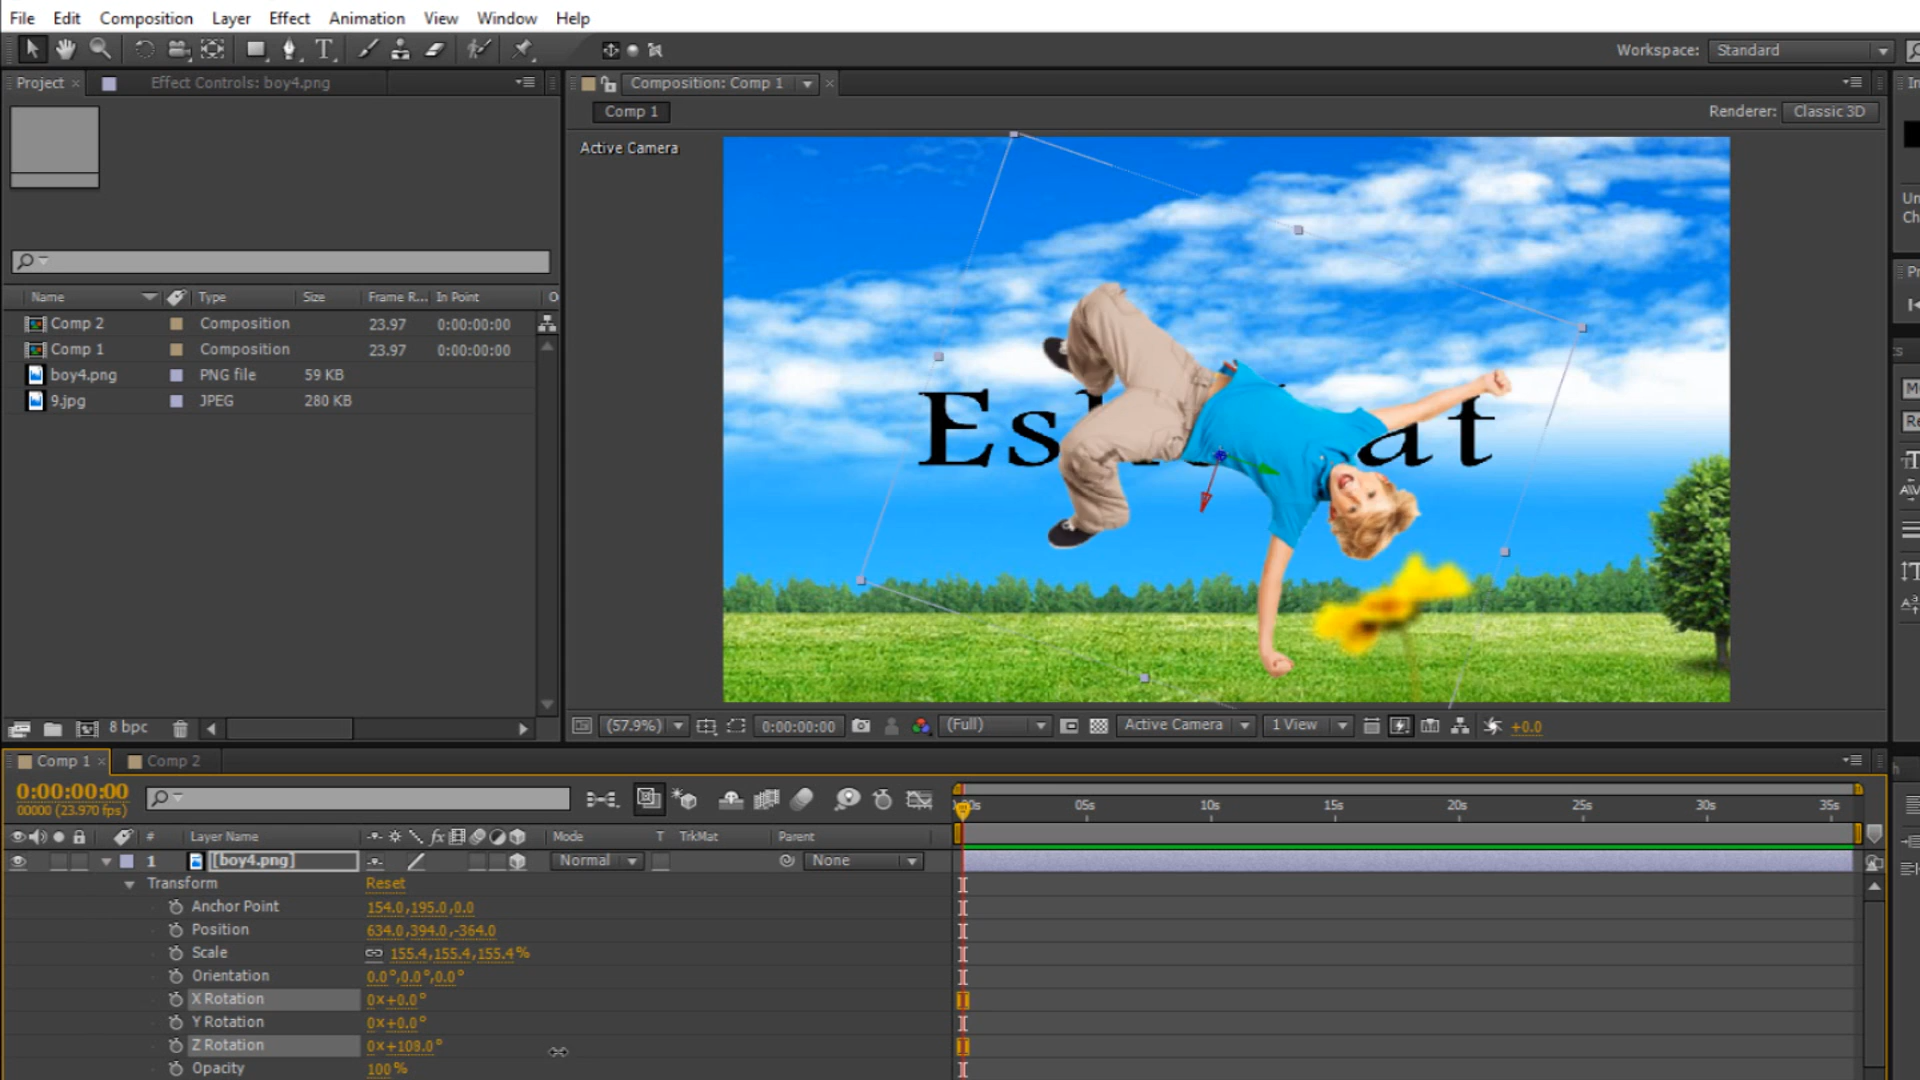 File Edit Composition Layer Effect Animation View Window Help
Workspace: Standard
Project × Effect Controls: boy4.png
Composition: Comp 1 ×
Comp 1
Renderer: Classic 3D
Active Camera
Name Type Size Frame R... In Point
Comp 2 Composition 23.97 0:00:00:00
Comp 1 Composition 23.97 0:00:00:00
boy4.png PNG file 59 KB
9.jpg JPEG 280 KB
Es at
8 bpc
(57.9%) 0:00:00:00 (Full) Active Camera 1 View +0.0
Comp 1 × Comp 2
0:00:00:00
00000 (23.970 fps)
00s 05s 10s 15s 20s 25s 30s 35s
# Layer Name fx Mode T TrkMat Parent
1 [boy4.png] Normal None
Transform Reset
Anchor Point 154.0,195.0,0.0
Position 634.0,394.0,-364.0
Scale 155.4,155.4,155.4%
Orientation 0.0°,0.0°,0.0°
X Rotation 0x+0.0°
Y Rotation 0x+0.0°
Z Rotation 0x+108.0°
Opacity 100%